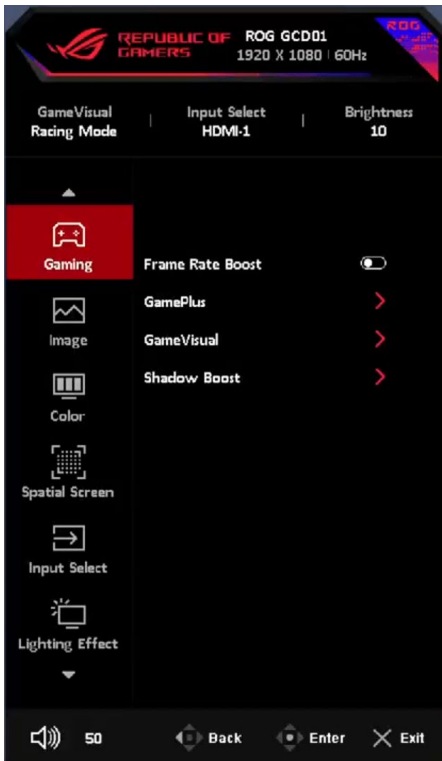 REPUBLIC OF
GAMERS
ROG GCD01
1920 X 1080 | 60Hz
ROG
GameVisual
Racing Mode
Input Select
HDMI-1
Brightness
10
Gaming
Image
Color
Spatial Screen
Input Select
Lighting Effect
Frame Rate Boost
GamePlus
GameVisual
Shadow Boost
50
Back
Enter
Exit